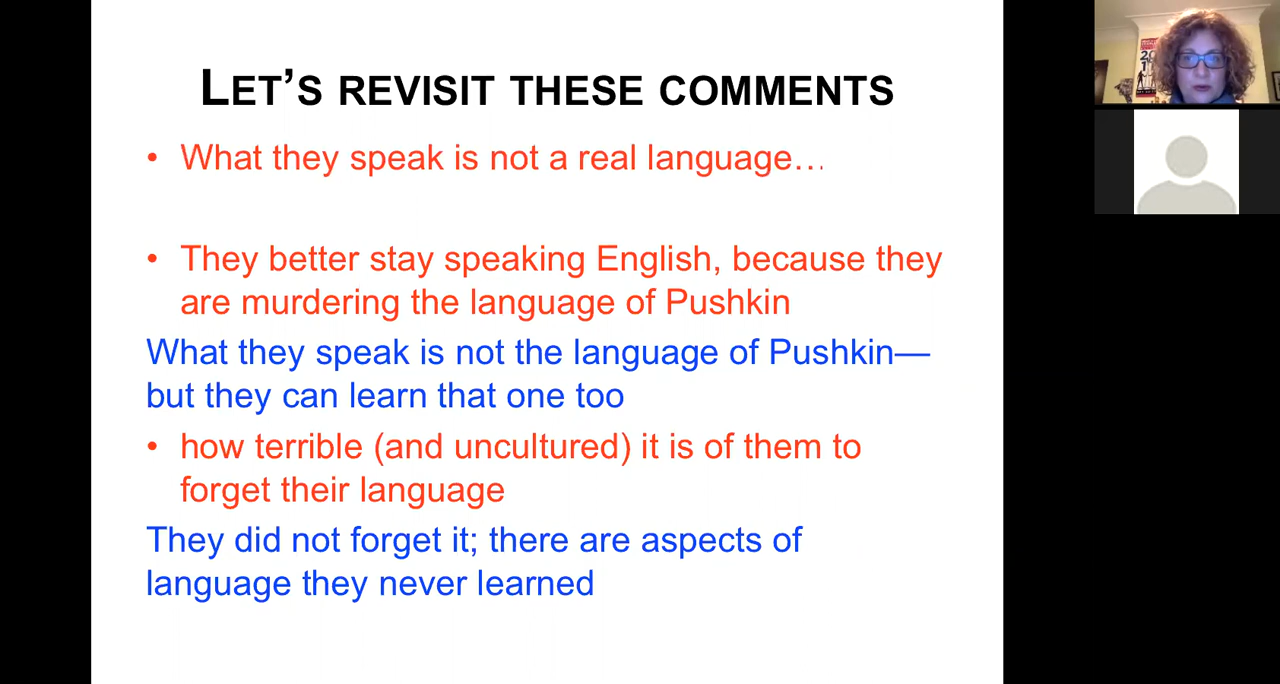 LET'S REVISIT THESE COMMENTS
• What they speak is not a real language…
• They better stay speaking English, because they
are murdering the language of Pushkin
What they speak is not the language of Pushkin—
but they can learn that one too
• how terrible (and uncultured) it is of them to
forget their language
They did not forget it; there are aspects of
language they never learned